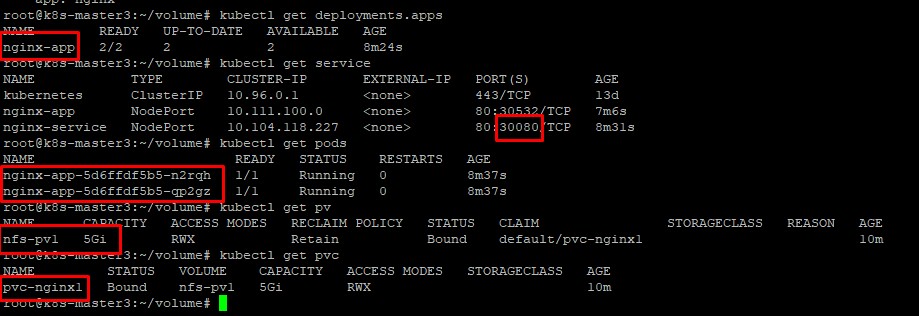 app: nginx
root@k8s-master3:~/volume# kubectl get deployments.apps
NAME READY UP-TO-DATE AVAILABLE AGE
nginx-app 2/2 2 2 8m24s
root@k8s-master3:~/volume# kubectl get service
NAME TYPE CLUSTER-IP EXTERNAL-IP PORT(S) AGE
kubernetes ClusterIP 10.96.0.1 <none> 443/TCP 13d
nginx-app NodePort 10.111.100.0 <none> 80:30532/TCP 7m6s
nginx-service NodePort 10.104.118.227 <none> 80:30080/TCP 8m31s
root@k8s-master3:~/volume# kubectl get pods
NAME READY STATUS RESTARTS AGE
nginx-app-5d6ffdf5b5-n2rqh 1/1 Running 0 8m37s
nginx-app-5d6ffdf5b5-qp2gz 1/1 Running 0 8m37s
root@k8s-master3:~/volume# kubectl get pv
NAME CAPACITY ACCESS MODES RECLAIM POLICY STATUS CLAIM STORAGECLASS REASON AGE
nfs-pv1 5Gi RWX Retain Bound default/pvc-nginx1 10m
root@k8s-master3:~/volume# kubectl get pvc
NAME STATUS VOLUME CAPACITY ACCESS MODES STORAGECLASS AGE
pvc-nginx1 Bound nfs-pv1 5Gi RWX 10m
root@k8s-master3:~/volume#